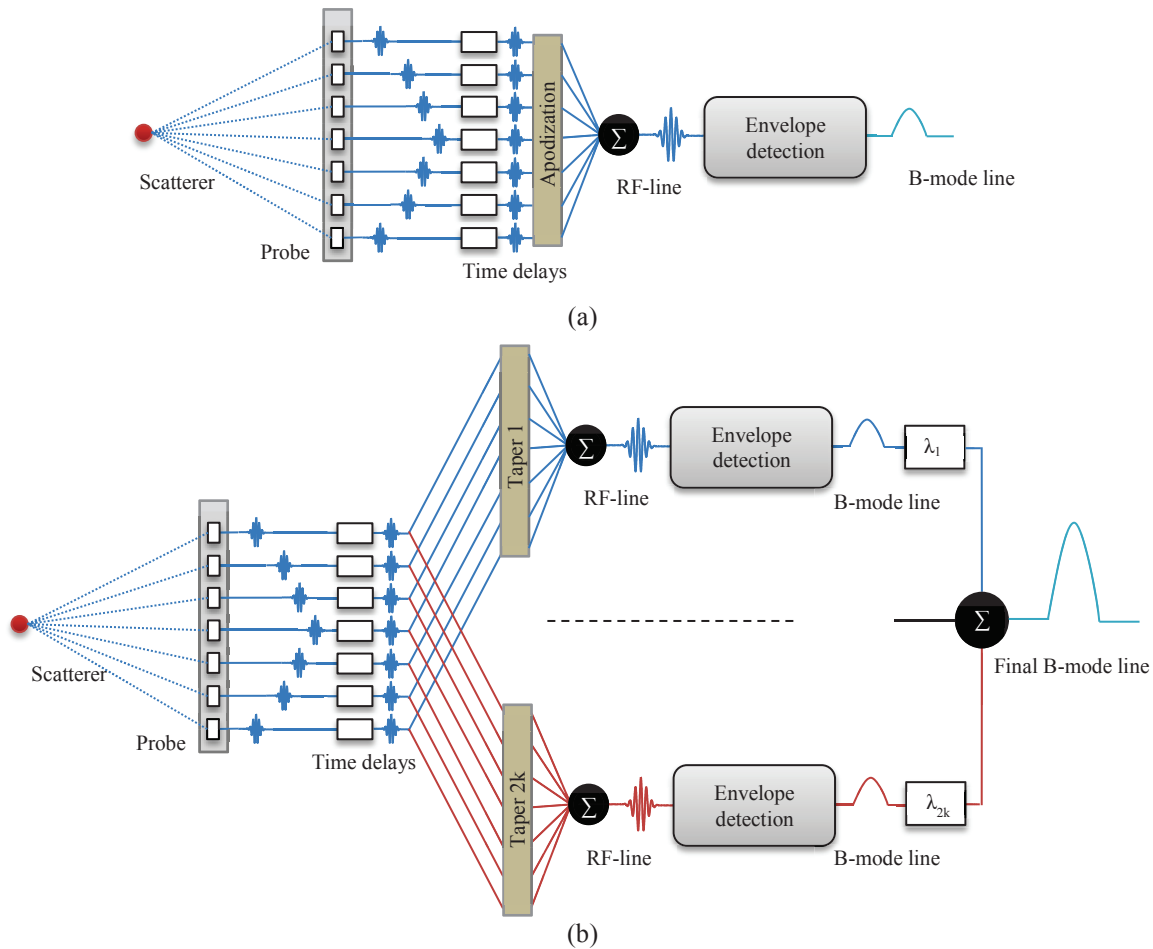 Scatterer
Probe
Time delays
Apodization
Σ
RF-line
Envelope
detection
B-mode line
(a)
Taper 1
Σ
RF-line
Envelope
detection
B-mode line
λ1
Scatterer
Probe
Time delays
Σ
Final B-mode line
Taper 2k
Σ
RF-line
Envelope
detection
B-mode line
λ2k
(b)